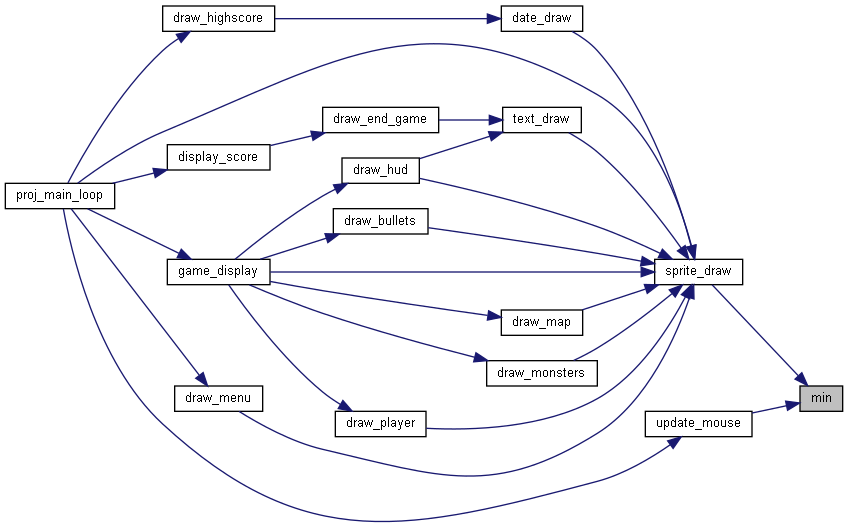 draw_highscore
date_draw
draw_end_game
text_draw
display_score
draw_hud
proj_main_loop
draw_bullets
game_display
sprite_draw
draw_map
draw_monsters
draw_menu
min
draw_player
update_mouse